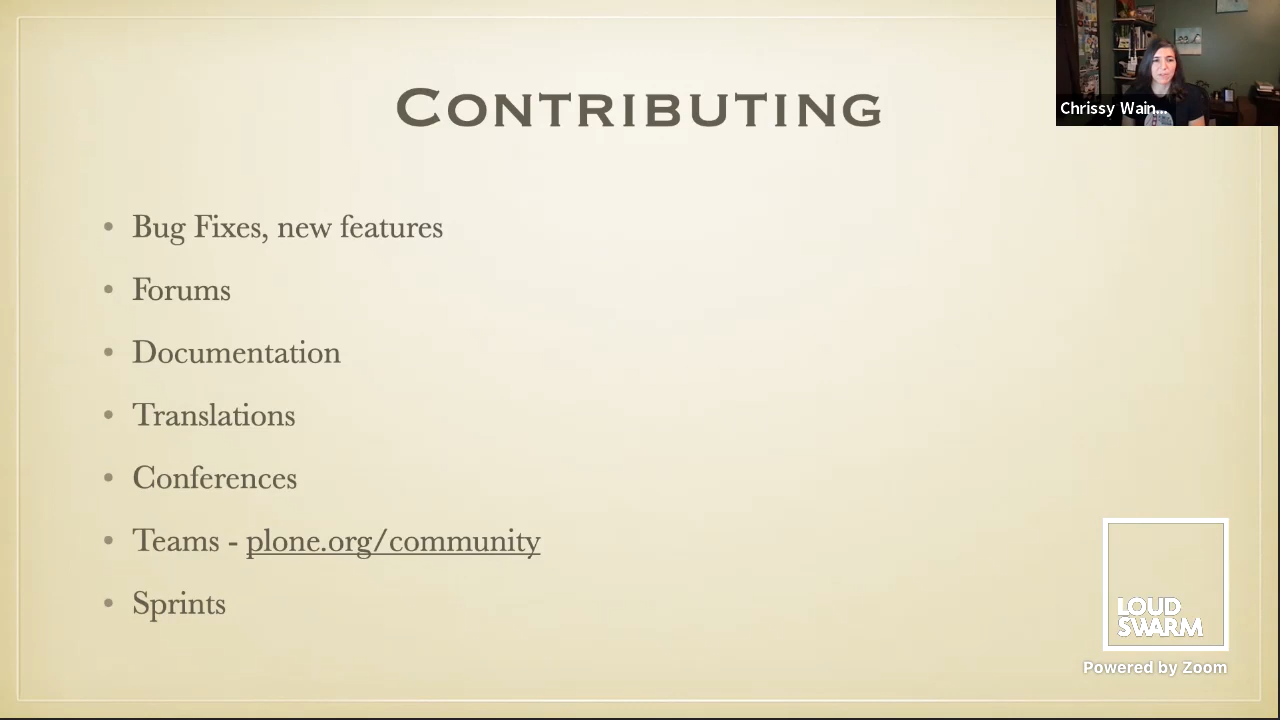 Contributing
Chrissy Wain...
• Bug Fixes, new features
• Forums
• Documentation
• Translations
• Conferences
• Teams - plone.org/community
• Sprints
LOUD
SWARM
Powered by Zoom